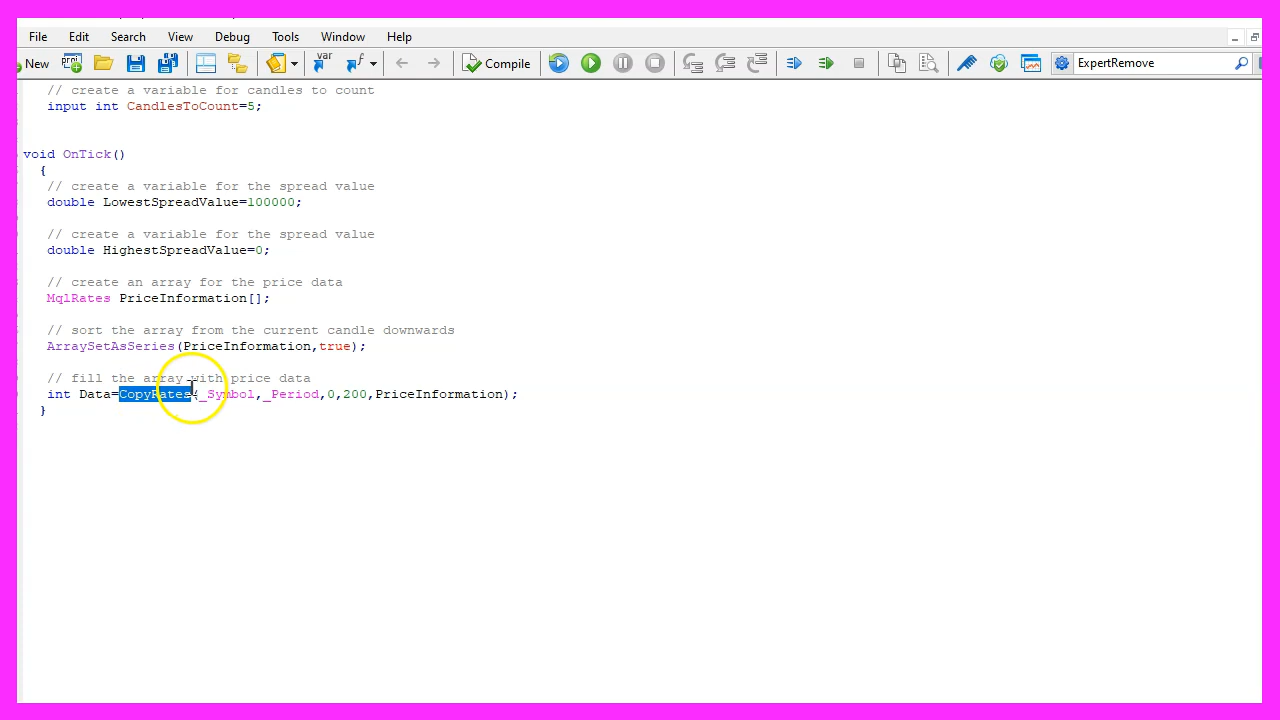 File Edit Search View Debug Tools Window Help
New Compile ExpertRemove
// create a variable for candles to count
input int CandlesToCount=5;
void OnTick()
{
// create a variable for the spread value
double LowestSpreadValue=100000;
// create a variable for the spread value
double HighestSpreadValue=0;
// create an array for the price data
MqlRates PriceInformation[];
// sort the array from the current candle downwards
ArraySetAsSeries(PriceInformation,true);
// fill the array with price data
int Data=CopyRates(_Symbol,_Period,0,200,PriceInformation);
}